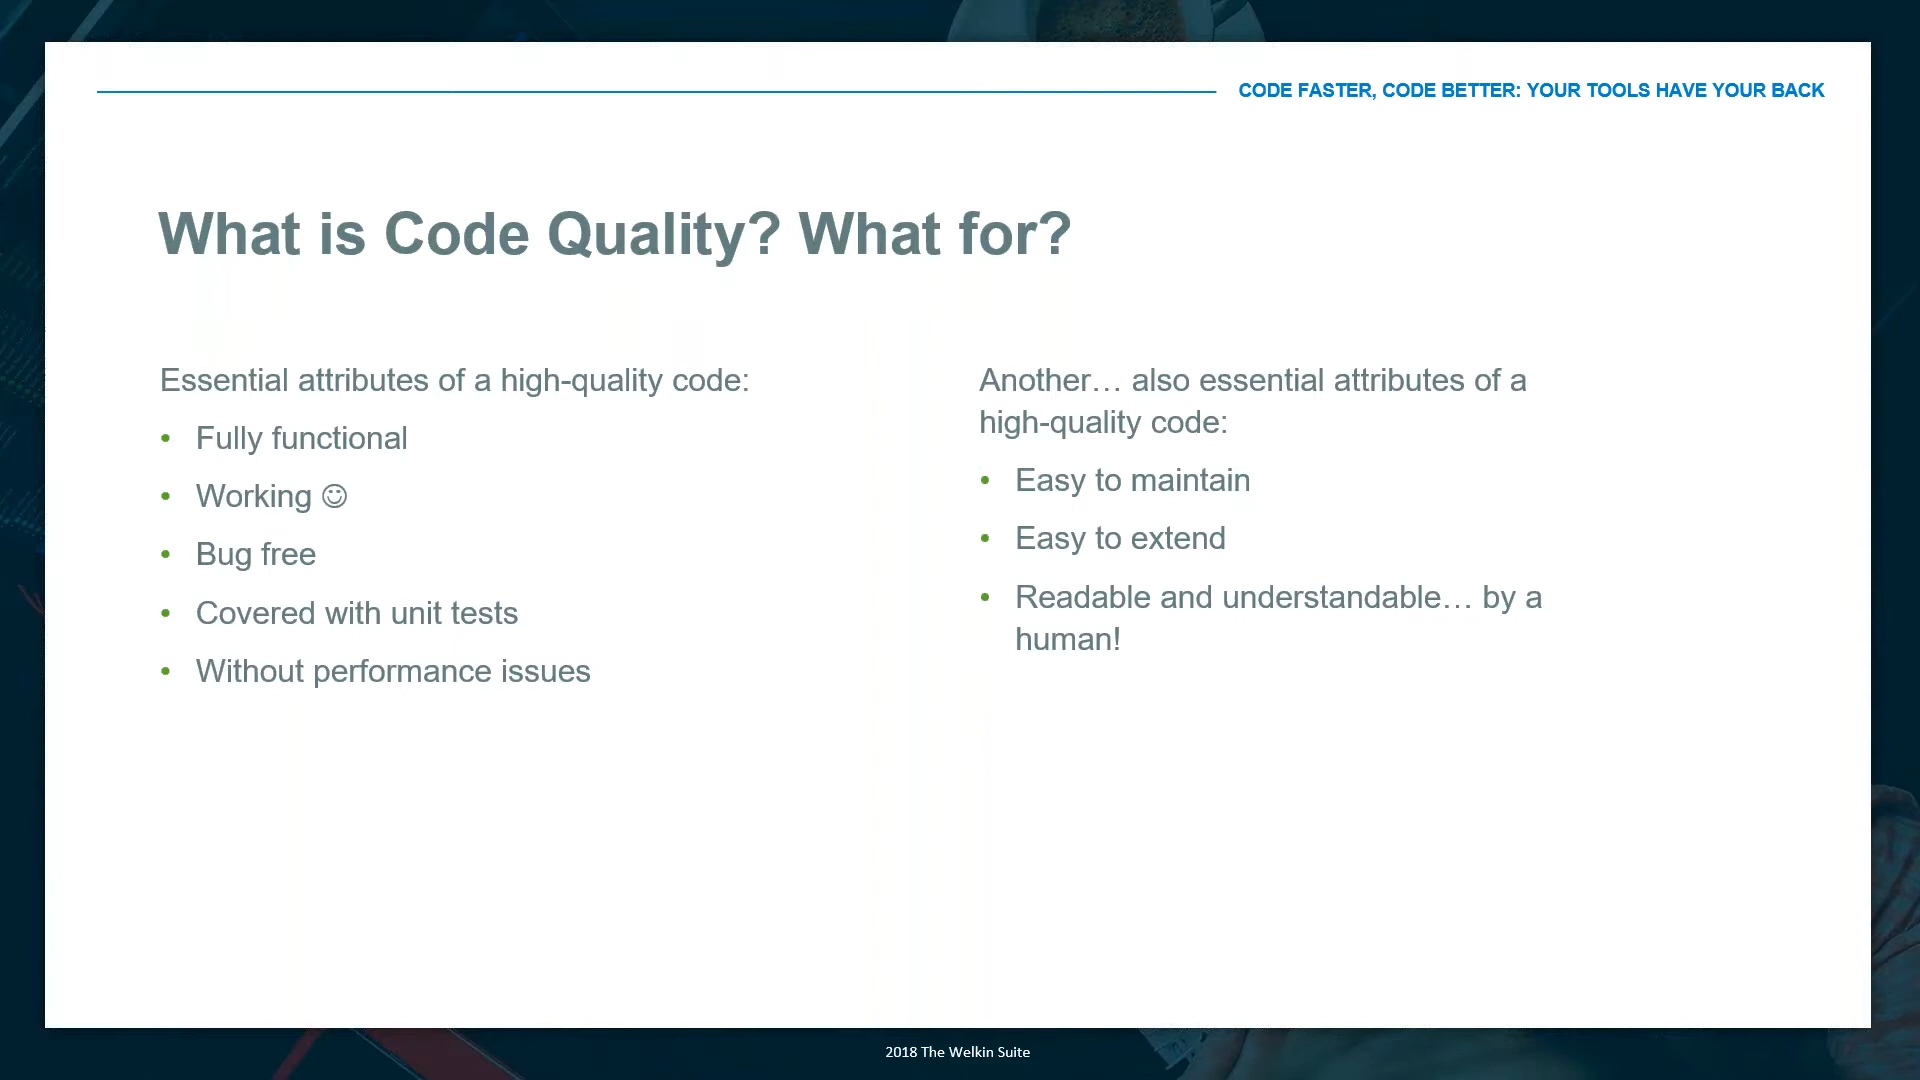 CODE FASTER, CODE BETTER: YOUR TOOLS HAVE YOUR BACK
What is Code Quality? What for?
Essential attributes of a high-quality code:
• Fully functional
• Working ☺
• Bug free
• Covered with unit tests
• Without performance issues
Another… also essential attributes of a
high-quality code:
• Easy to maintain
• Easy to extend
• Readable and understandable… by a
human!
2018 The Welkin Suite